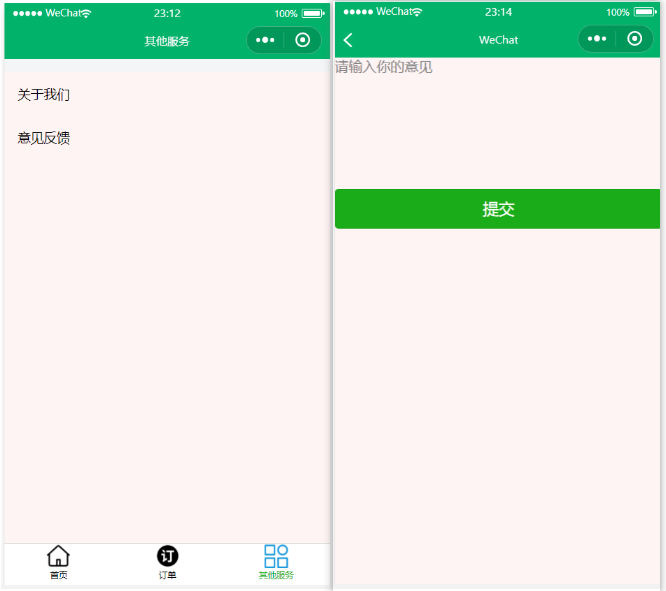 WeChat
23:12
100%
其他服务
关于我们
意见反馈
首页
订
订单
其他服务
WeChat
23:14
100%
WeChat
请输入你的意见
提交